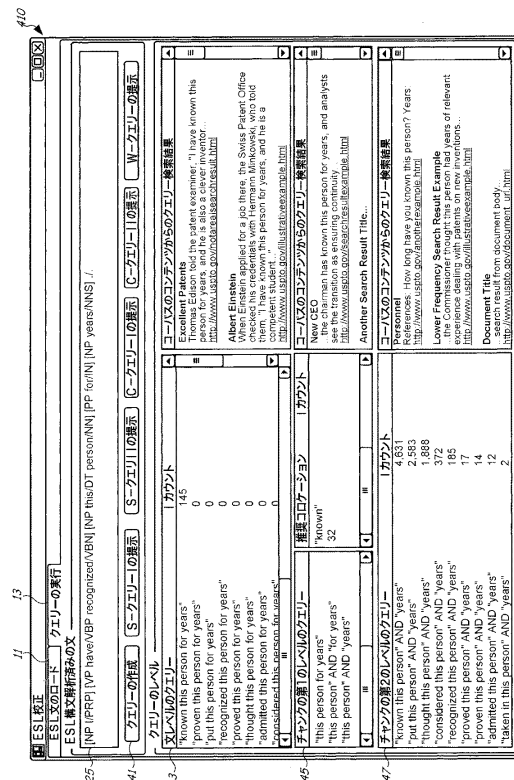 410
ESL校正
11
13
ESL文のロード クエリーの実行
ESL構文解析済みの文
25
[NP I/PRP] [VP have/VBP recognized/VBN] [NP this/DT person/NN] [PP for/IN] [NP years/NNS] ./.
41
クエリーの作成 S-クエリーIの提示 S-クエリIIの提示 C-クエリーIの提示 C-クエリーIIの提示 W-クエリーの提示
クエリーのレベル
文レベルのクエリー | カウント
"known this person for years" 145
"proven this person for years" 0
"put this person for years" 0
"recognized this person for years" 0
"proved this person for years" 0
"thought this person for years" 0
"admitted this person for years" 0
"considered this person for years" 0
コーパスのコンテンツからのクエリー検索結果
Excellent Patents
Thomas Edison told the patent examiner, "I have known this
person for years, and he is also a clever inventor...
http://www.uspto.gov/notarealsearchresult.html
Albert Einstein
When Einstein applied for a job there, the Swiss Patent Office
checked his credentials with Hermann Minkowski, who told
them, "I have known this person for years, and he is a
competent student..."
http://www.uspto.gov/illustrativeexample.html
45
チャンクの第1のレベルのクエリー
"this person for years"
"this person" AND "for years"
"this person" AND "years"
推奨コロケーション | カウント
"known"
32
コーパスのコンテンツからのクエリー検索結果
New CEO
...the chairman has known this person for years, and analysts
see the transition as ensuring continuity
http://www.uspto.gov/searchresultexample.html
Another Search Result Title...
47
チャンクの第2のレベルのクエリー | カウント
"known this person" AND "years" 4,631
"put this person" AND "years" 2,583
"thought this person" AND "years" 1,888
"considered this person" AND "years" 372
"recognized this person" AND "years" 185
"proved this person" AND "years" 17
"proven this person" AND "years" 14
"admitted this person" AND "years" 12
"taken in this person" AND "years" 2
コーパスのコンテンツからのクエリー検索結果
Personnel
References. How long have you known this person? Years
http://www.uspto.gov/anotherexample.html
Lower Frequency Search Result Example
...the Commissioner thought this person had years of relevant
experience dealing with patents on new inventions...
http://www.uspto.gov/illustrativeexample.html
Document Title
...search result from document body...
http://www.uspto.gov/document_url.html